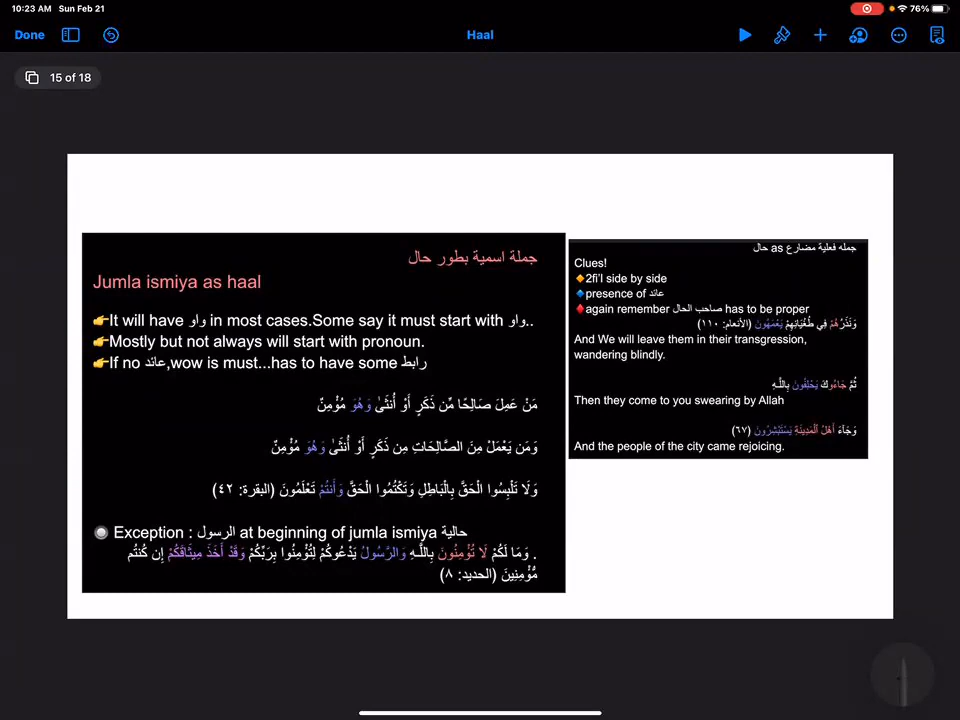 10:23 AM Sun Feb 21
76%
Done
Haal
15 of 18
جملة اسمية بطور حال
Jumla ismiya as haal
👉It will have واو in most cases.Some say it must start with واو..
👉Mostly but not always will start with pronoun.
👉If no عائد,wow is must...has to have some رابط
مَنْ عَمِلَ صَالِحًا مِّن ذَكَرٍ أَوْ أُنثَىٰ وَهُوَ مُؤْمِنٌ
وَمَن يَعْمَلْ مِنَ الصَّالِحَاتِ مِن ذَكَرٍ أَوْ أُنثَىٰ وَهُوَ مُؤْمِنٌ
وَلَا تَلْبِسُوا الْحَقَّ بِالْبَاطِلِ وَتَكْتُمُوا الْحَقَّ وَأَنتُمْ تَعْلَمُونَ (البقرة: ٤٢)
Exception : الرسول at beginning of jumla ismiya حالية
. وَمَا لَكُمْ لَا تُؤْمِنُونَ بِاللَّهِ وَالرَّسُولُ يَدْعُوكُمْ لِتُؤْمِنُوا بِرَبِّكُمْ وَقَدْ أَخَذَ مِيثَاقَكُمْ إِن كُنتُم
مُّؤْمِنِينَ (الحديد: ٨)
جمله فعلية مضارع as حال
Clues!
🔶2fi'l side by side
🔷presence of عائد
♦️again remember صاحب الحال has to be proper
وَنَذَرُهُمْ فِي طُغْيَانِهِمْ يَعْمَهُونَ (الأنعام: ١١٠)
And We will leave them in their transgression,
wandering blindly.
ثُمَّ جَاءُوكَ يَحْلِفُونَ بِاللَّهِ
Then they come to you swearing by Allah
وَجَاءَ أَهْلُ الْمَدِينَةِ يَسْتَبْشِرُونَ (٦٧)
And the people of the city came rejoicing.